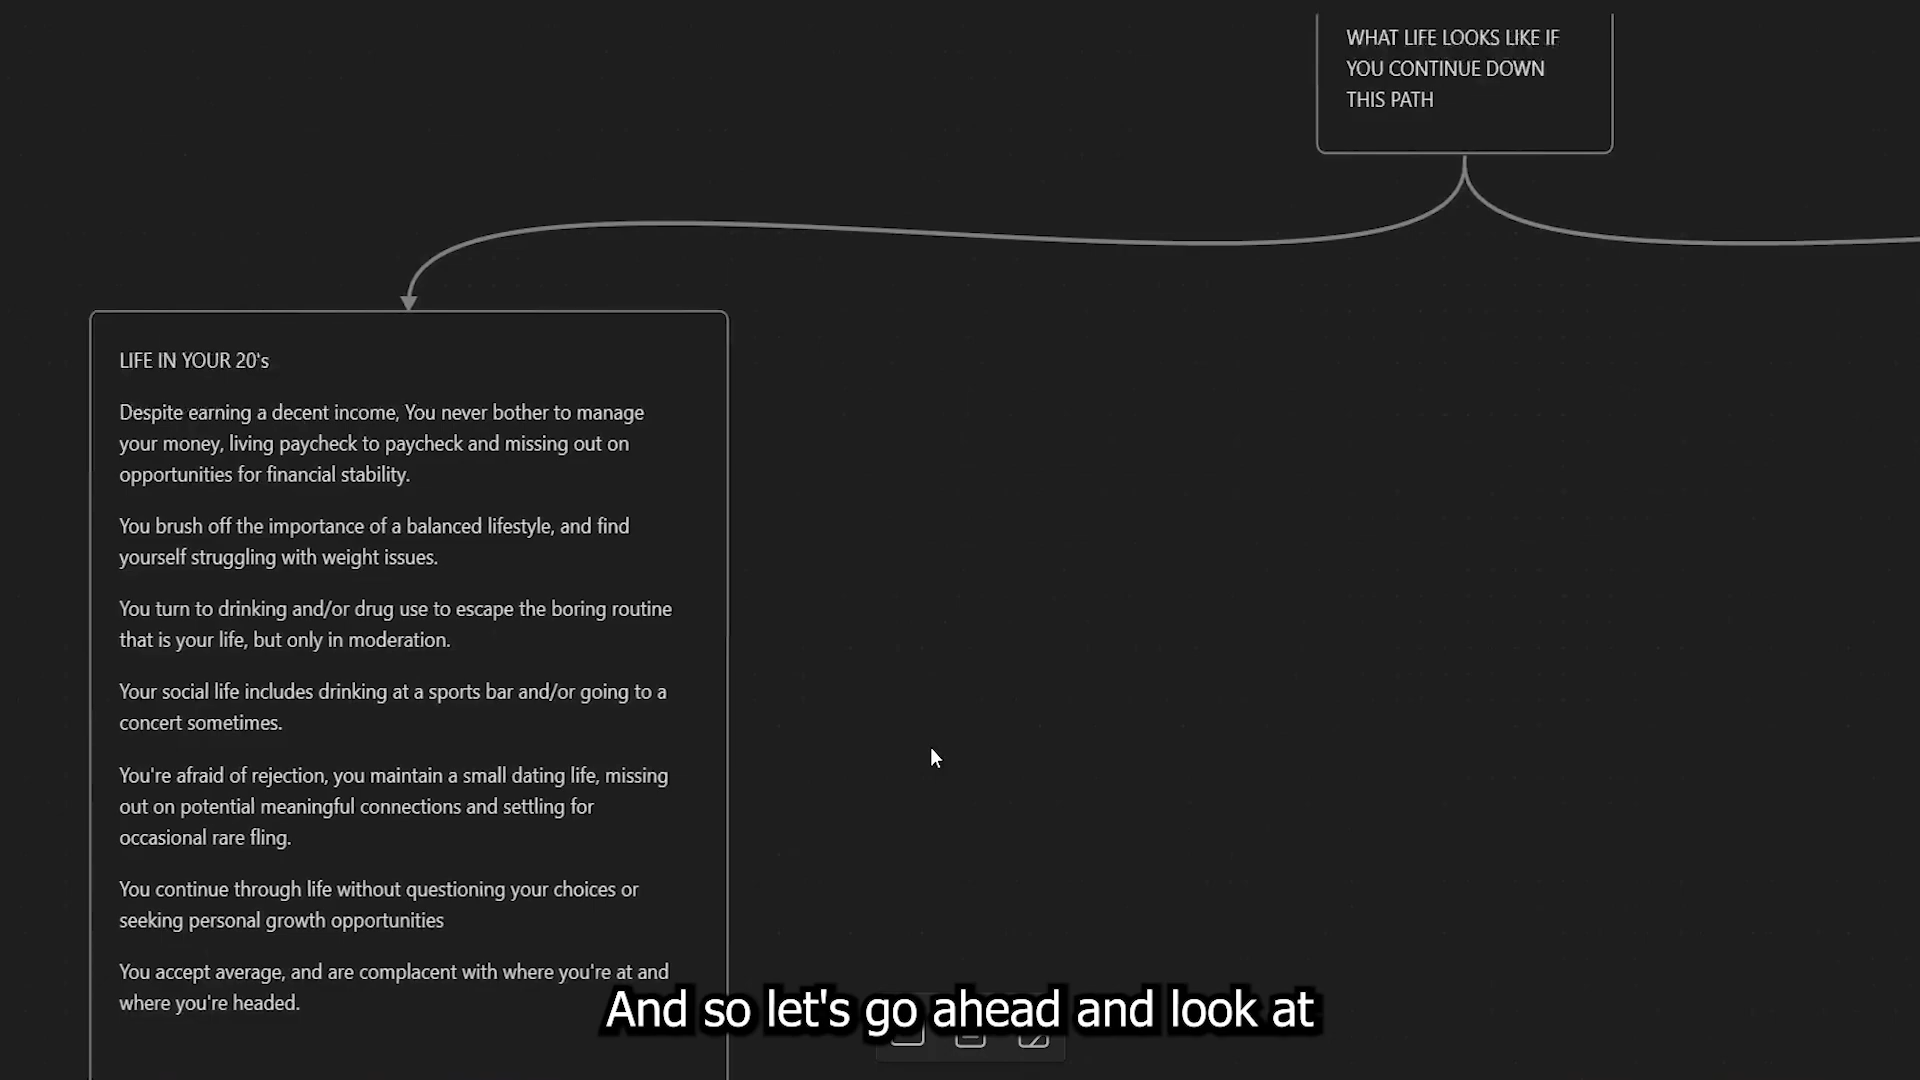 WHAT LIFE LOOKS LIKE IF
YOU CONTINUE DOWN
THIS PATH
LIFE IN YOUR 20's
Despite earning a decent income, You never bother to manage
your money, living paycheck to paycheck and missing out on
opportunities for financial stability.
You brush off the importance of a balanced lifestyle, and find
yourself struggling with weight issues.
You turn to drinking and/or drug use to escape the boring routine
that is your life, but only in moderation.
Your social life includes drinking at a sports bar and/or going to a
concert sometimes.
You're afraid of rejection, you maintain a small dating life, missing
out on potential meaningful connections and settling for
occasional rare fling.
You continue through life without questioning your choices or
seeking personal growth opportunities
You accept average, and are complacent with where you're at and
where you're headed.
And so let's go ahead and look at